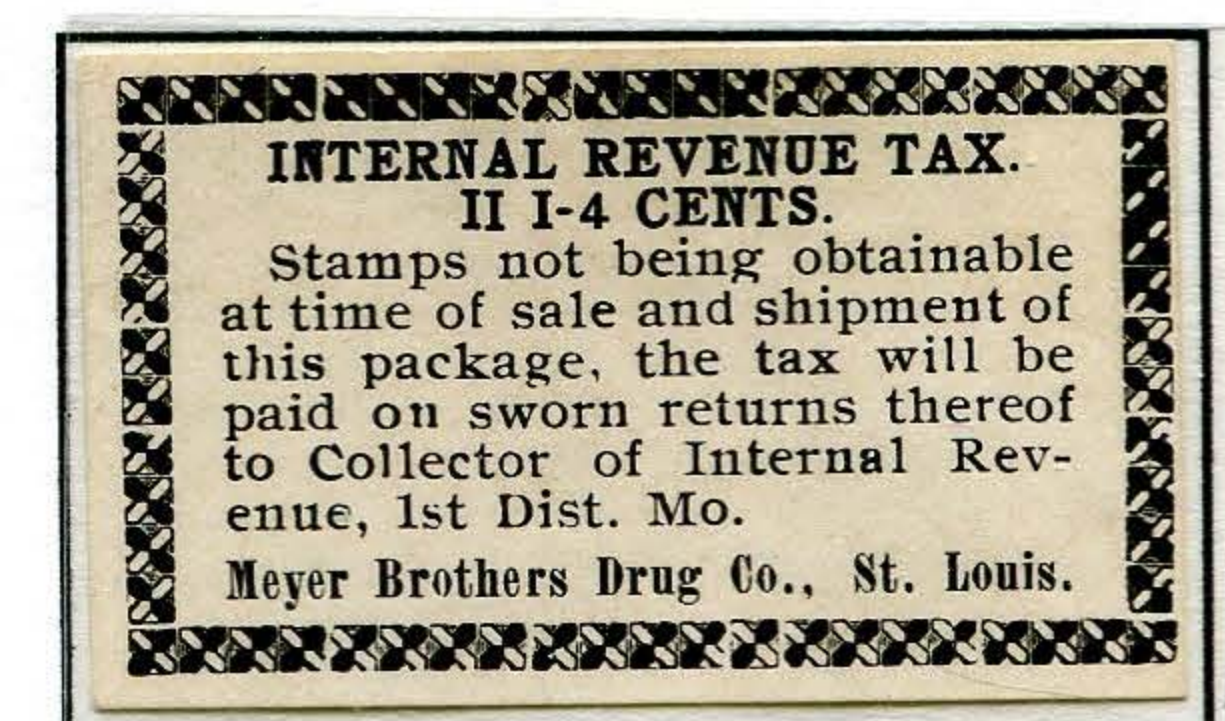 INTERNAL REVENUE TAX.
II I-4 CENTS.
Stamps not being obtainable
at time of sale and shipment of
this package, the tax will be
paid on sworn returns thereof
to Collector of Internal Rev-
enue, 1st Dist. Mo.
Meyer Brothers Drug Co., St. Louis.